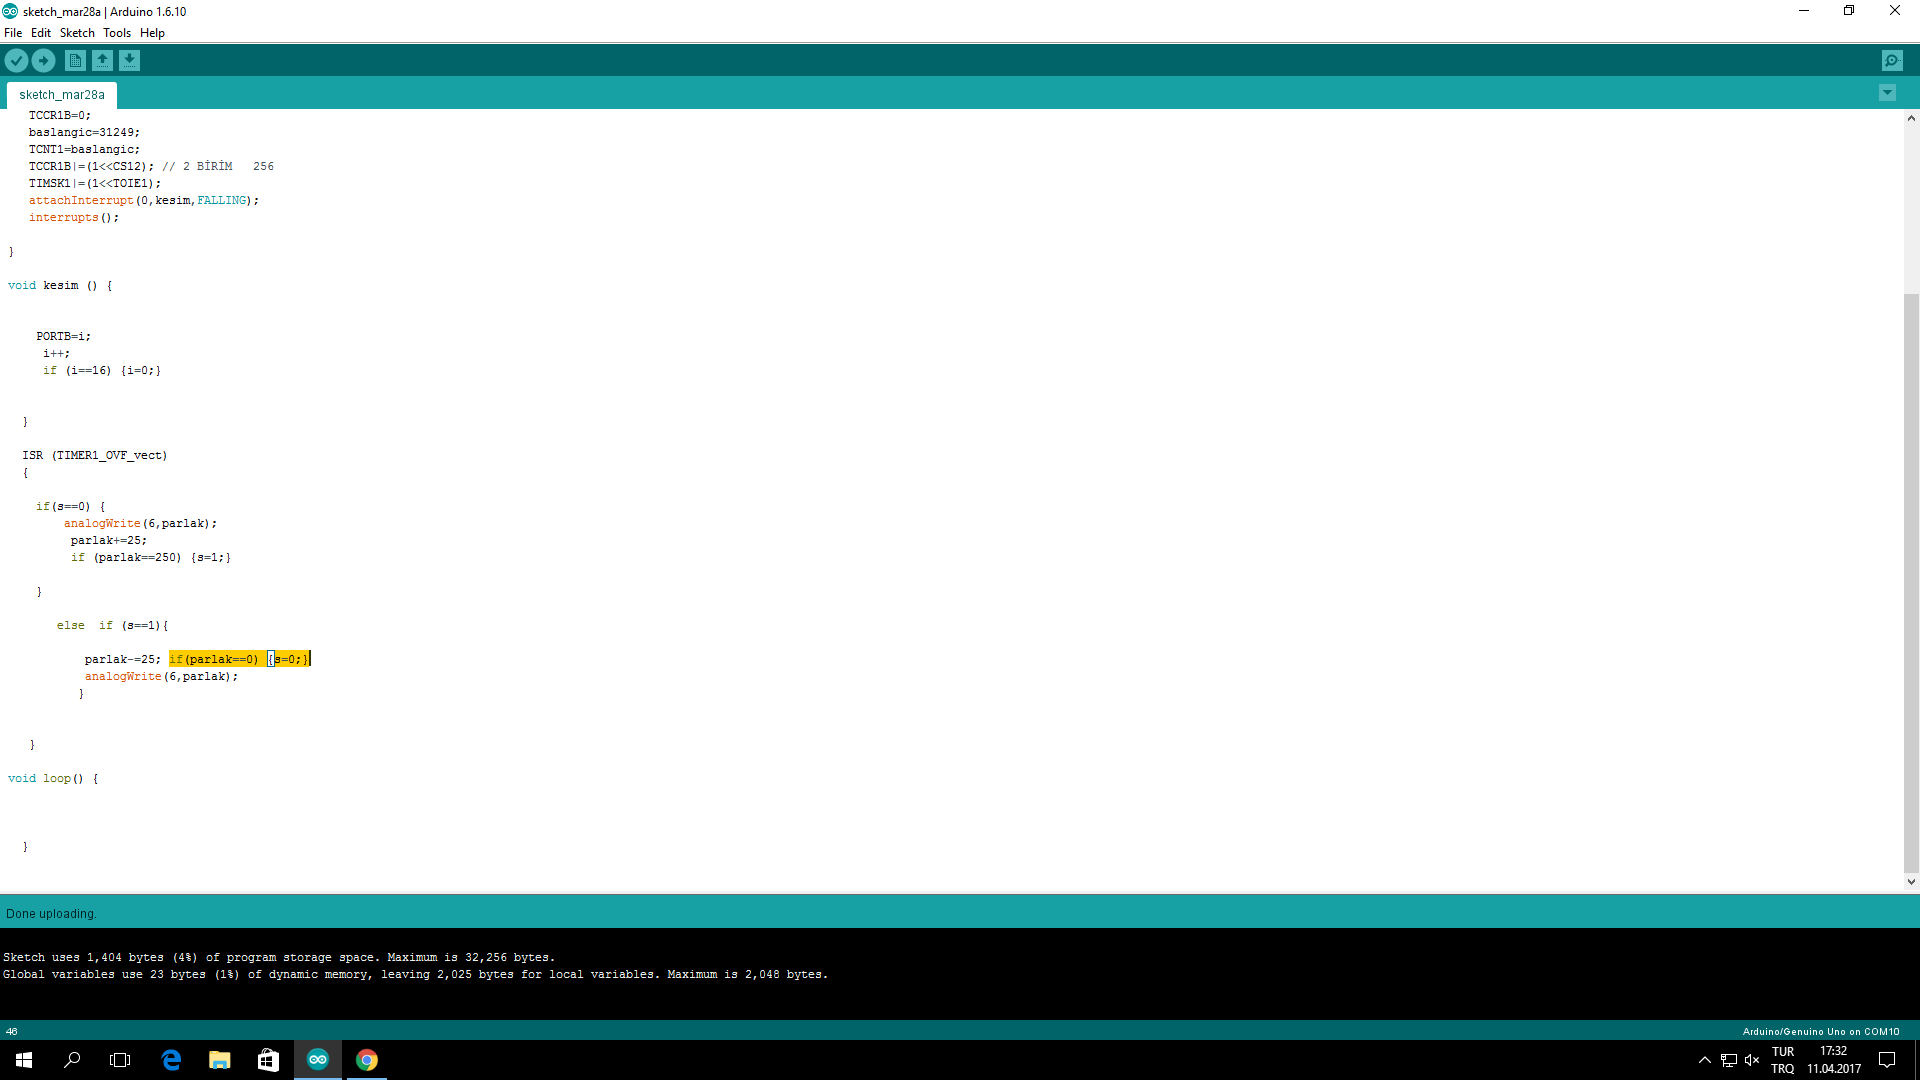 sketch_mar28a | Arduino 1.6.10
File Edit Sketch Tools Help
sketch_mar28a
TCCR1B=0;
baslangic=31249;
TCNT1=baslangic;
TCCR1B|=(1<<CS12); // 2 BİRİM   256
TIMSK1|=(1<<TOIE1);
attachInterrupt(0,kesim,FALLING);
interrupts();
}
void kesim () {
PORTB=i;
i++;
if (i==16) {i=0;}
}
ISR (TIMER1_OVF_vect)
{
if(s==0) {
analogWrite(6,parlak);
parlak+=25;
if (parlak==250) {s=1;}
}
else  if (s==1){
parlak-=25; if(parlak==0) {s=0;}
analogWrite(6,parlak);
}
}
void loop() {
}
Done uploading.
Sketch uses 1,404 bytes (4%) of program storage space. Maximum is 32,256 bytes.
Global variables use 23 bytes (1%) of dynamic memory, leaving 2,025 bytes for local variables. Maximum is 2,048 bytes.
46 Arduino/Genuino Uno on COM10
TUR 17:32
TRQ 11.04.2017